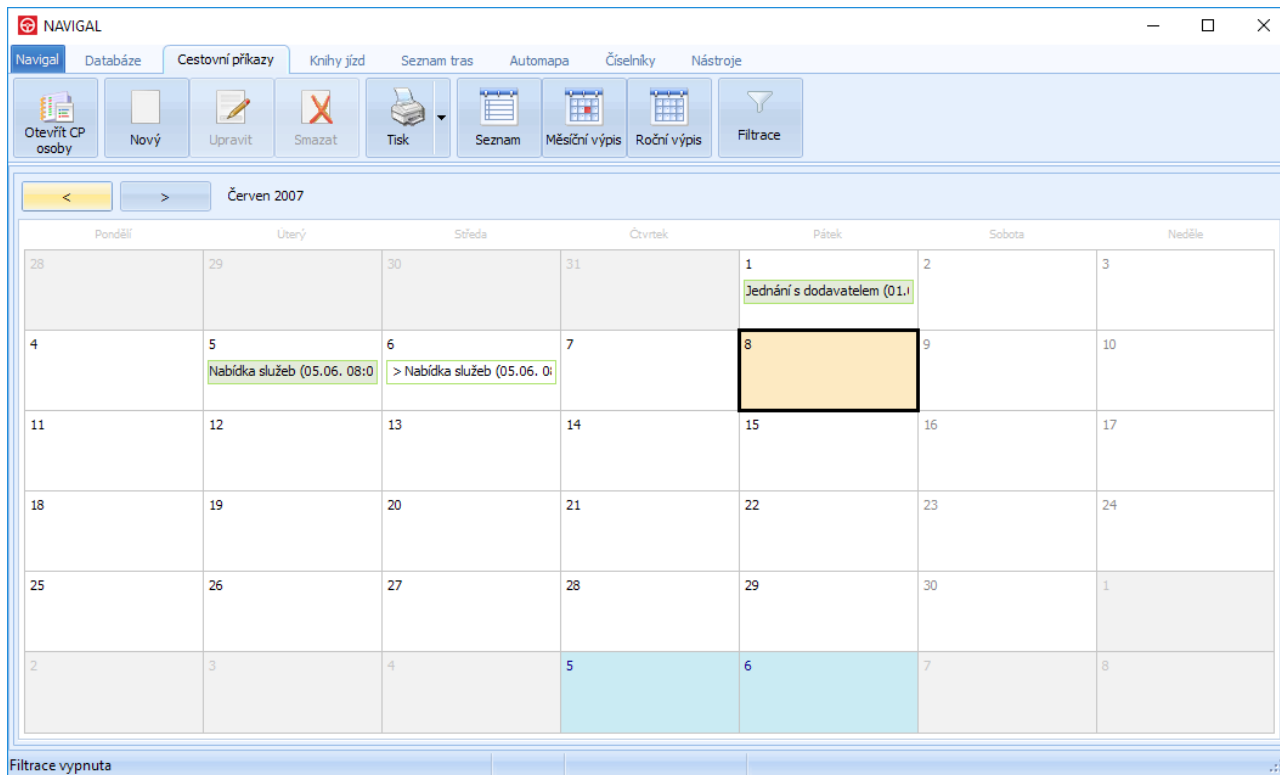 NAVIGAL
Navigal Databáze Cestovní příkazy Knihy jízd Seznam tras Automapa Číselníky Nástroje
Otevřít CP osoby Nový Upravit Smazat Tisk Seznam Měsíční výpis Roční výpis Filtrace
< > Červen 2007
Pondělí Úterý Středa Čtvrtek Pátek Sobota Neděle
28 29 30 31 1 2 3
Jednání s dodavatelem (01.
4 5 6 7 8 9 10
Nabídka služeb (05.06. 08:0 > Nabídka služeb (05.06. 0
11 12 13 14 15 16 17
18 19 20 21 22 23 24
25 26 27 28 29 30 1
2 3 4 5 6 7 8
Filtrace vypnuta